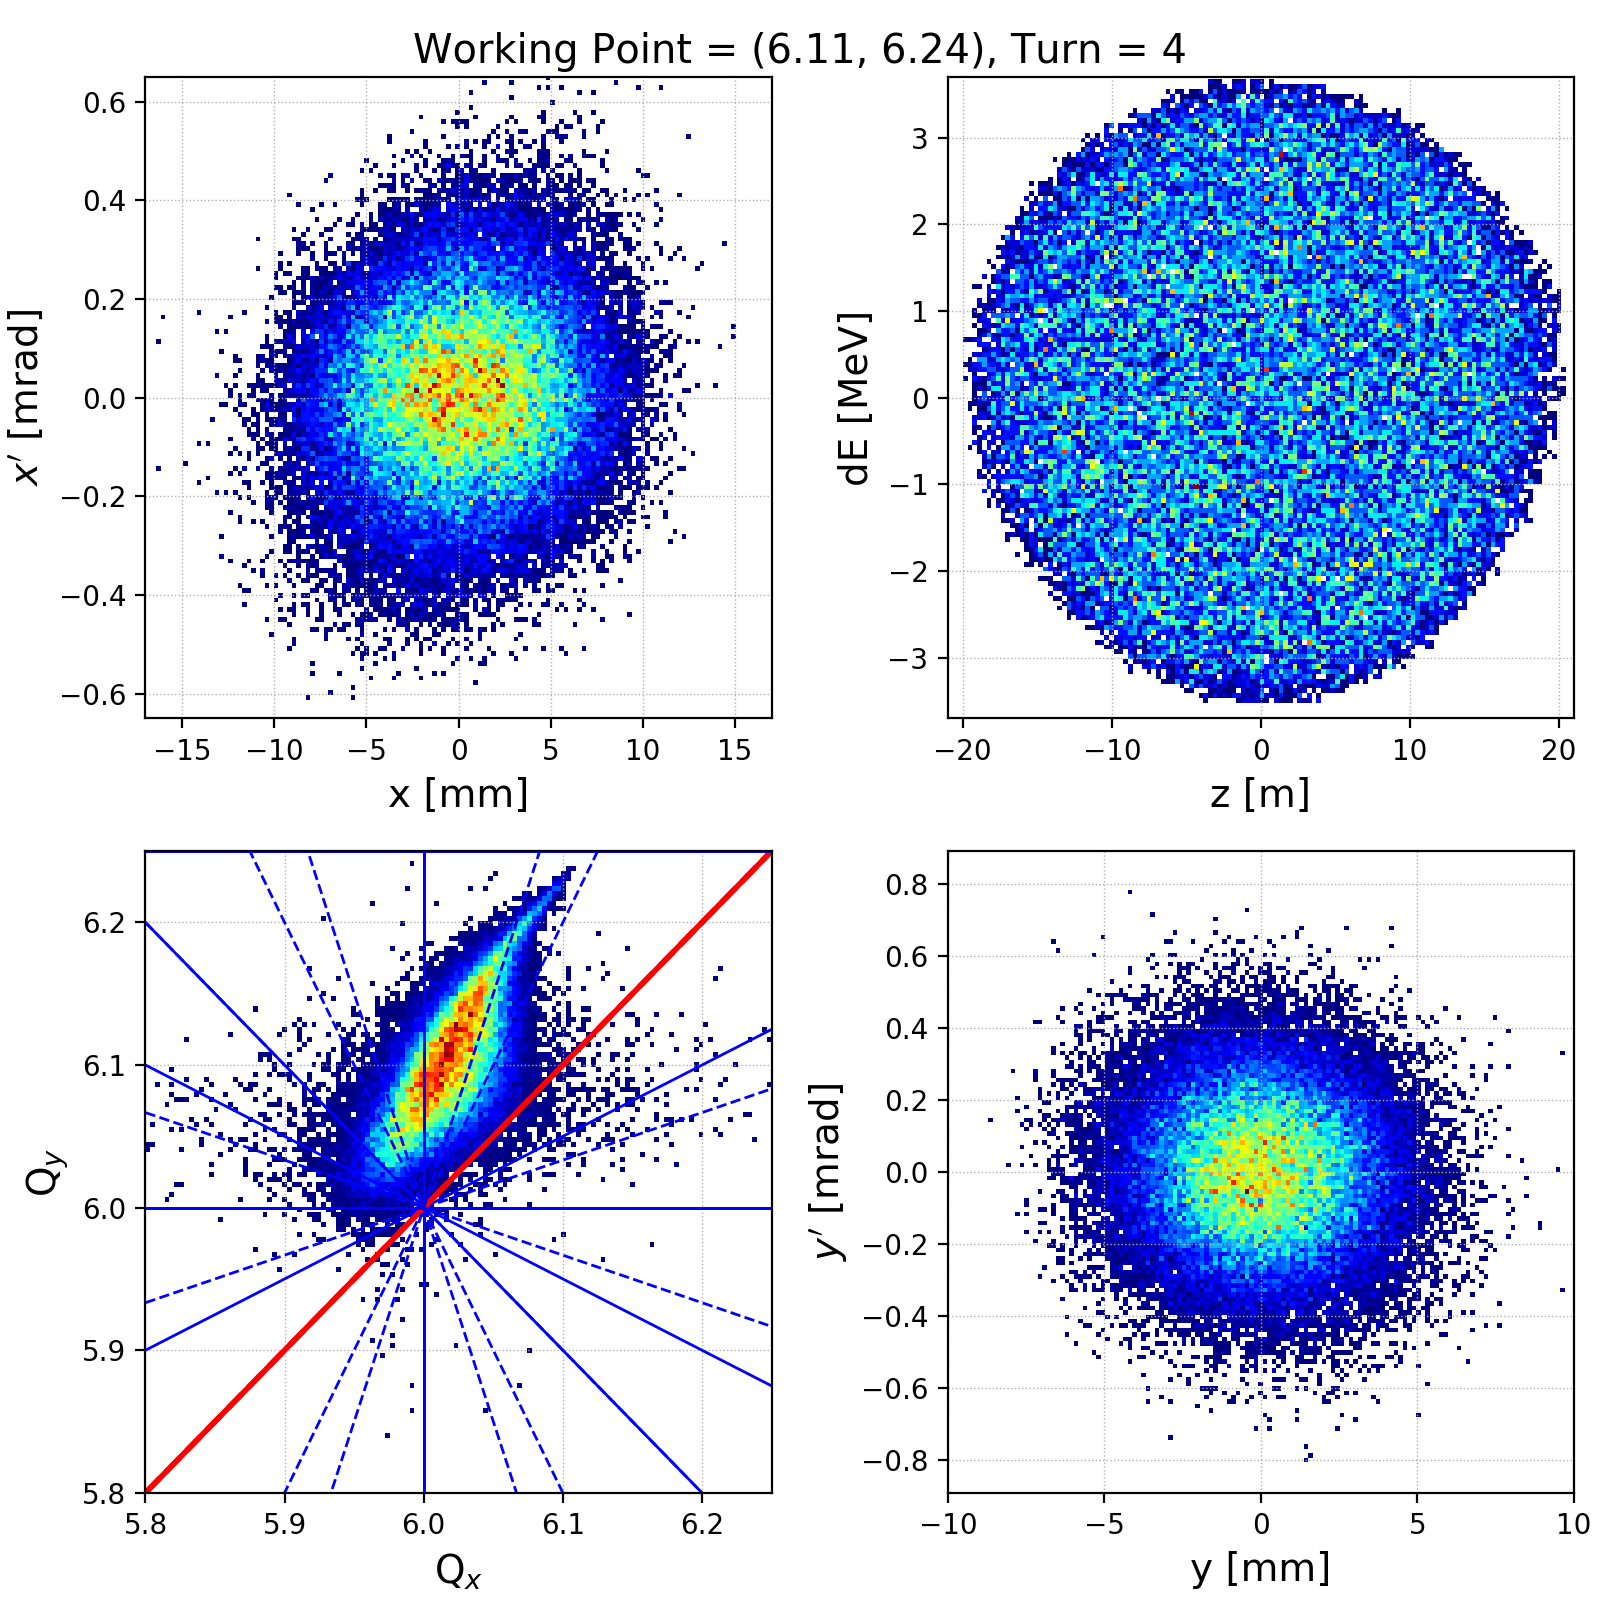 Working Point = (6.11, 6.24), Turn = 4
0.6
0.4
0.2
0.0
−0.2
−0.4
−0.6
x′ [mrad]
−15 −10 −5 0 5 10 15
x [mm]
3
2
1
0
−1
−2
−3
dE [MeV]
−20 −10 0 10 20
z [m]
6.2
6.1
6.0
5.9
5.8
Qy
5.8 5.9 6.0 6.1 6.2
Qx
0.8
0.6
0.4
0.2
0.0
−0.2
−0.4
−0.6
−0.8
y′ [mrad]
−10 −5 0 5 10
y [mm]